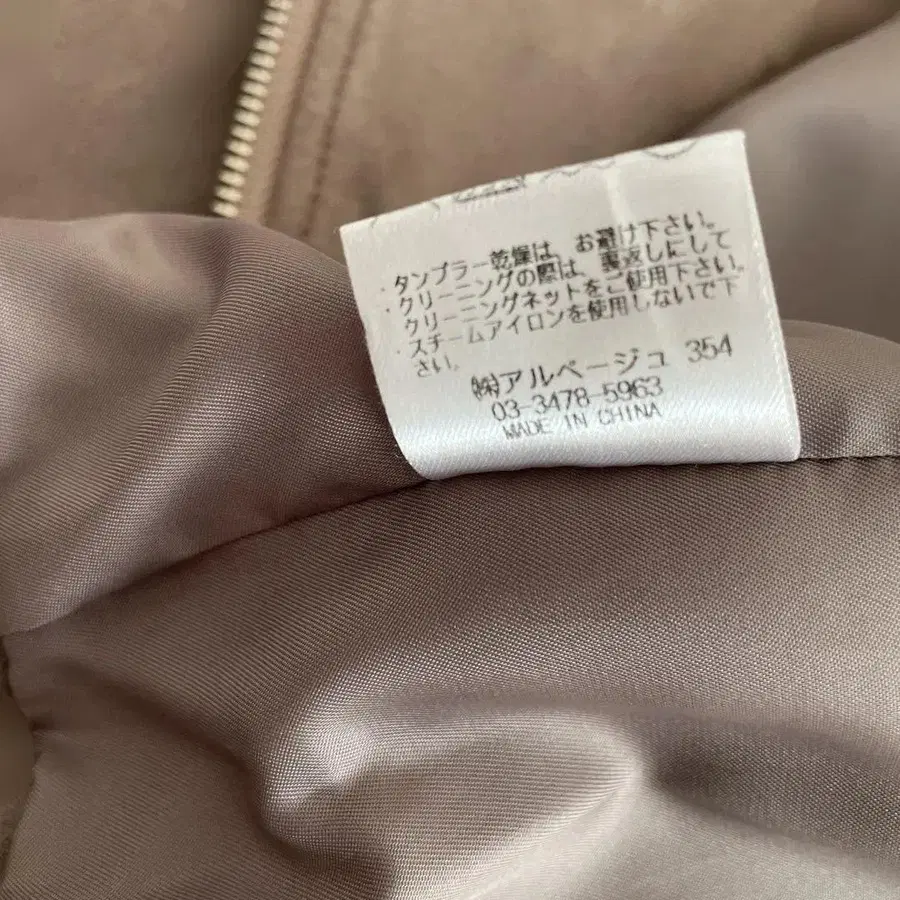 ・タンブラー乾燥は、お避け下さい。
・クリーニングの際は、裏返しにして
クリーニングネットをご使用下さい。
・スチームアイロンを使用しないで下
さい。
㈱アルページュ 354
03-3478-5963
MADE IN CHINA